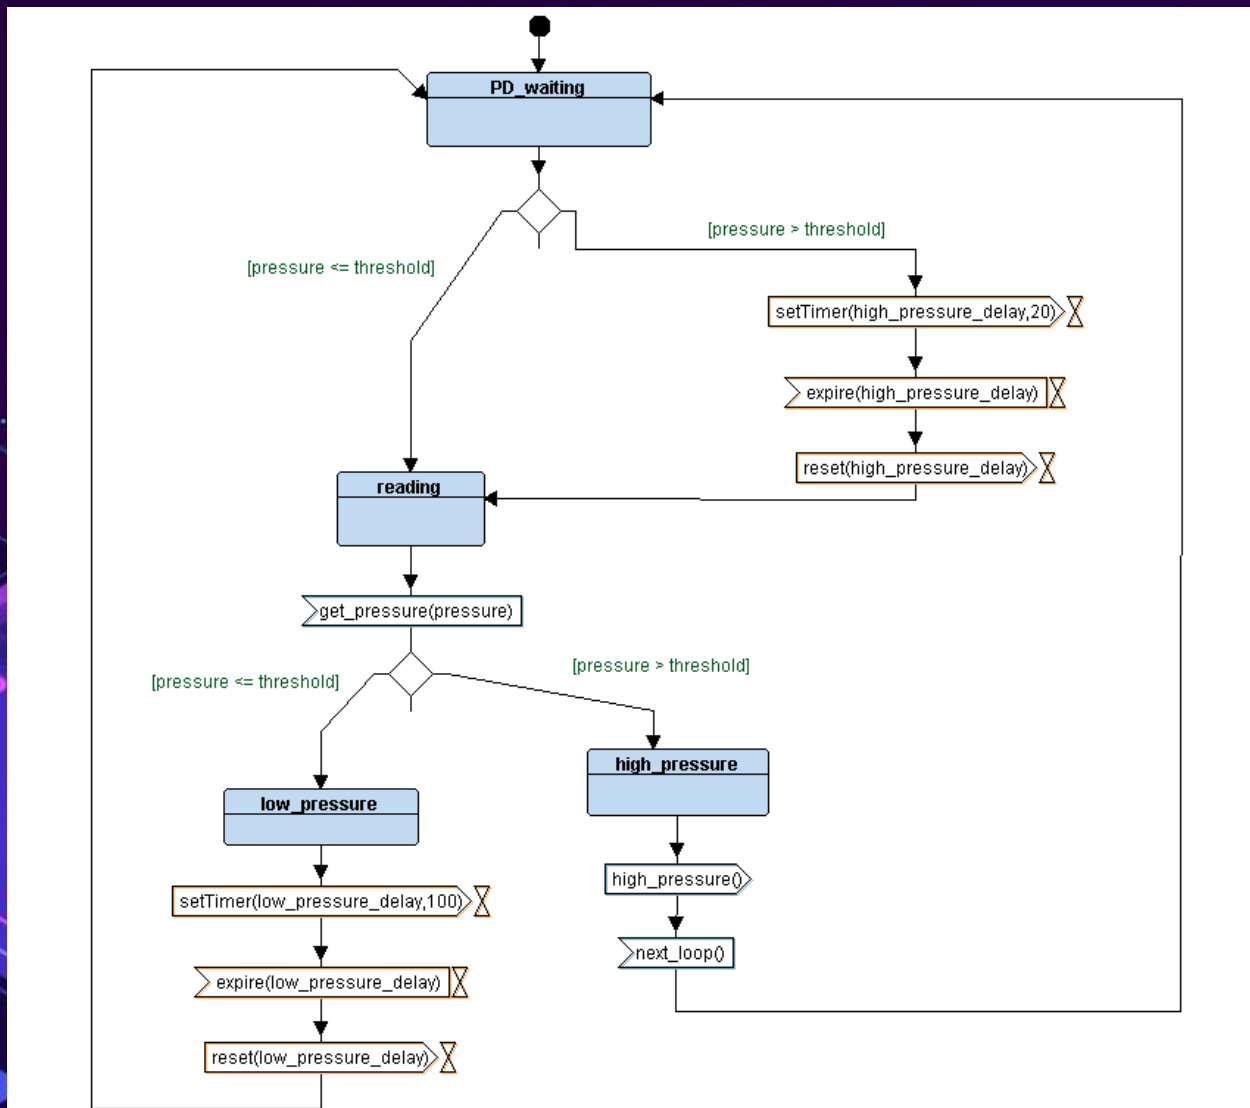 PD_waiting
[pressure > threshold]
[pressure <= threshold]
setTimer(high_pressure_delay,20)
expire(high_pressure_delay)
reset(high_pressure_delay)
reading
get_pressure(pressure)
[pressure > threshold]
[pressure <= threshold]
high_pressure
low_pressure
high_pressure()
setTimer(low_pressure_delay,100)
next_loop()
expire(low_pressure_delay)
reset(low_pressure_delay)